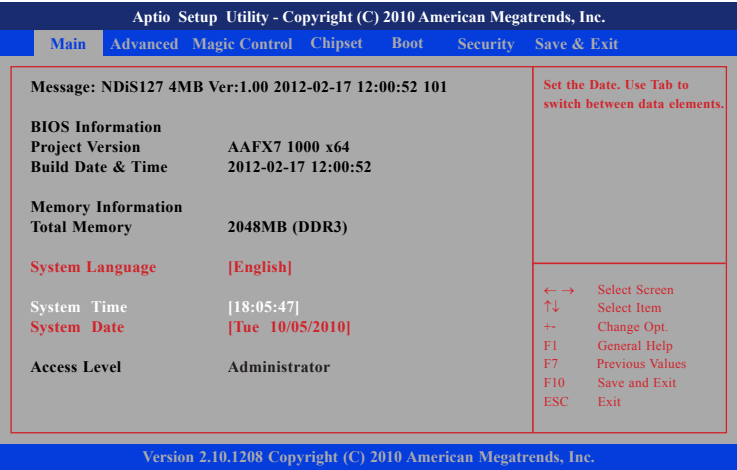 Aptio Setup Utility - Copyright (C) 2010 American Megatrends, Inc.
Main Advanced Magic Control Chipset Boot Security Save & Exit
Message: NDiS127 4MB Ver:1.00 2012-02-17 12:00:52 101
BIOS Information
Project Version AAFX7 1000 x64
Build Date & Time 2012-02-17 12:00:52
Memory Information
Total Memory 2048MB (DDR3)
System Language [English]
System Time [18:05:47]
System Date [Tue 10/05/2010]
Access Level Administrator
Set the Date. Use Tab to
switch between data elements.
← → Select Screen
↑↓ Select Item
+- Change Opt.
F1 General Help
F7 Previous Values
F10 Save and Exit
ESC Exit
Version 2.10.1208 Copyright (C) 2010 American Megatrends, Inc.